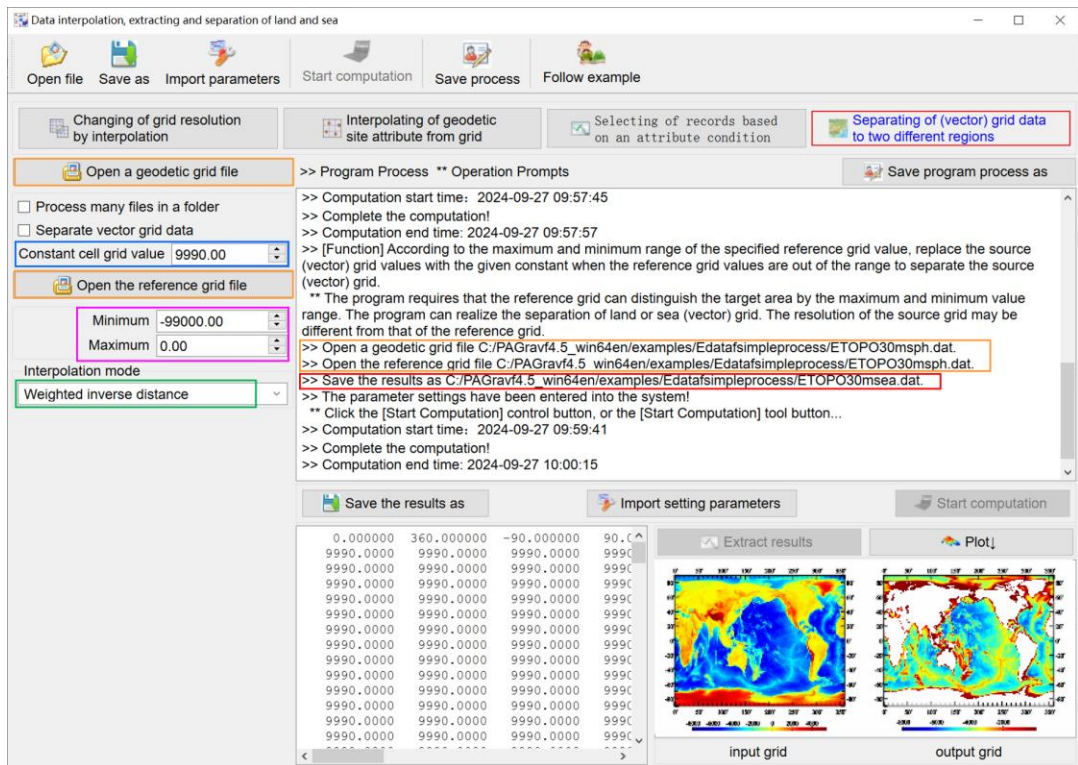 Data interpolation, extracting and separation of land and sea
Open file
Save as
Import parameters
Start computation
Save process
Follow example
Changing of grid resolution
by interpolation
Interpolating of geodetic
site attribute from grid
Selecting of records based
on an attribute condition
Separating of (vector) grid data
to two different regions
Open a geodetic grid file
>> Program Process ** Operation Prompts
Save program process as
Process many files in a folder
Separate vector grid data
Constant cell grid value 9990.00
Open the reference grid file
Minimum -99000.00
Maximum 0.00
Interpolation mode
Weighted inverse distance
>> Computation start time: 2024-09-27 09:57:45
>> Complete the computation!
>> Computation end time: 2024-09-27 09:57:57
>> [Function] According to the maximum and minimum range of the specified reference grid value, replace the source
(vector) grid values with the given constant when the reference grid values are out of the range to separate the source
(vector) grid.
** The program requires that the reference grid can distinguish the target area by the maximum and minimum value
range. The program can realize the separation of land or sea (vector) grid. The resolution of the source grid may be
different from that of the reference grid.
>> Open a geodetic grid file C:/PAGravf4.5_win64en/examples/Edatafsimpleprocess/ETOPO30msph.dat.
>> Open the reference grid file C:/PAGravf4.5_win64en/examples/Edatafsimpleprocess/ETOPO30msph.dat.
>> Save the results as C:/PAGravf4.5_win64en/examples/Edatafsimpleprocess/ETOPO30msea.dat.
>> The parameter settings have been entered into the system!
** Click the [Start Computation] control button, or the [Start Computation] tool button...
>> Computation start time: 2024-09-27 09:59:41
>> Complete the computation!
>> Computation end time: 2024-09-27 10:00:15
Save the results as
Import setting parameters
Start computation
0.000000 360.000000 -90.000000
9990.0000 9990.0000 9990.0000
9990.0000 9990.0000 9990.0000
9990.0000 9990.0000 9990.0000
9990.0000 9990.0000 9990.0000
9990.0000 9990.0000 9990.0000
9990.0000 9990.0000 9990.0000
9990.0000 9990.0000 9990.0000
9990.0000 9990.0000 9990.0000
9990.0000 9990.0000 9990.0000
9990.0000 9990.0000 9990.0000
9990.0000 9990.0000 9990.0000
9990.0000 9990.0000 9990.0000
9990.0000 9990.0000 9990.0000
Extract results
Plot↓
input grid
output grid